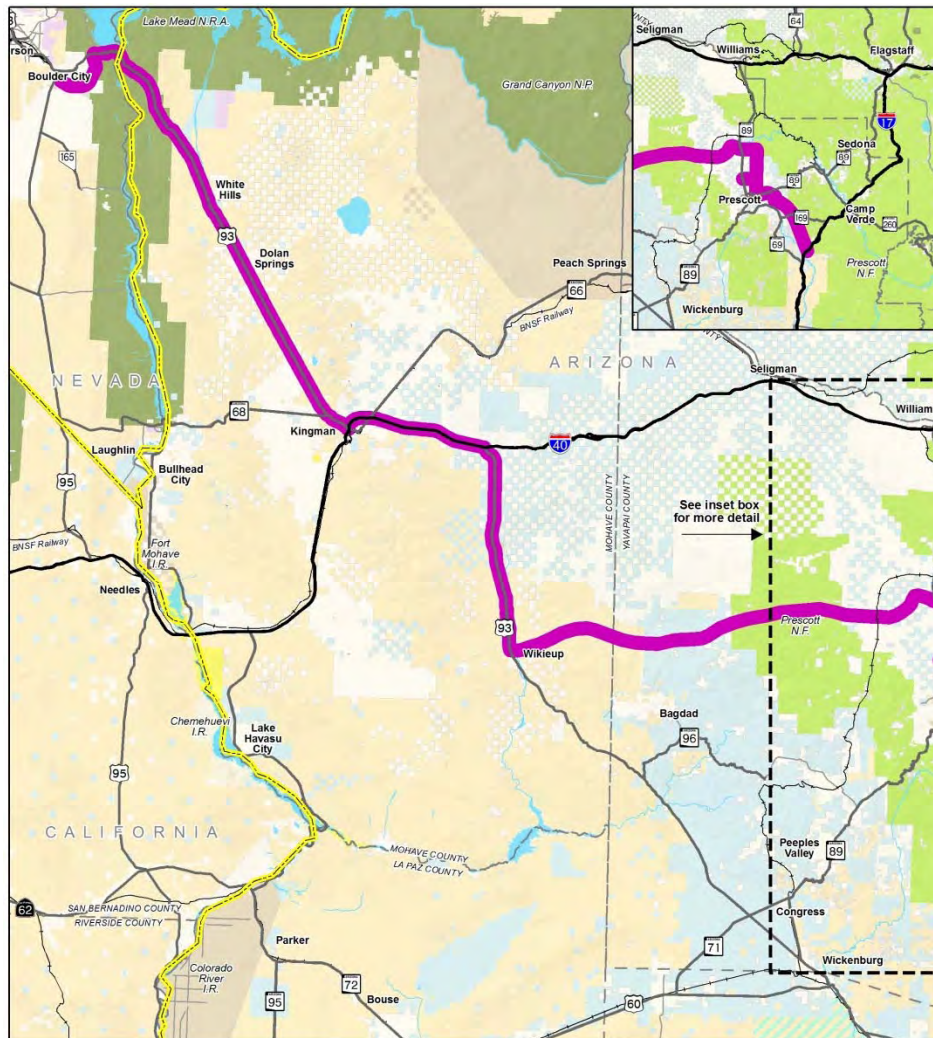 Lake Mead N.R.A.
erson
Boulder City
Grand Canyon N.P.
165
White
Hills
93
Dolan
Springs
Peach Springs
66
BNSF Railway
NEVADA
ARIZONA
68
Kingman
40
Seligman
William
Laughlin
Bullhead
City
95
BNSF Railway
Fort
Mohave
I.R.
Needles
MOHAVE COUNTY
YAVAPAI COUNTY
See inset box
for more detail
93
Wikieup
Prescott
N.F.
Chemehuevi
I.R.
Lake
Havasu
City
Bagdad
96
95
CALIFORNIA
MOHAVE COUNTY
LA PAZ COUNTY
Peeples
Valley
89
62
SAN BERNADINO COUNTY
RIVERSIDE COUNTY
Congress
Parker
71
Wickenburg
Colorado
River
I.R.
72
95
Bouse
60
Seligman
64
Williams
Flagstaff
17
89
Sedona
89
89
Prescott
169
Camp
Verde
260
69
89
Prescott
N.F.
Wickenburg